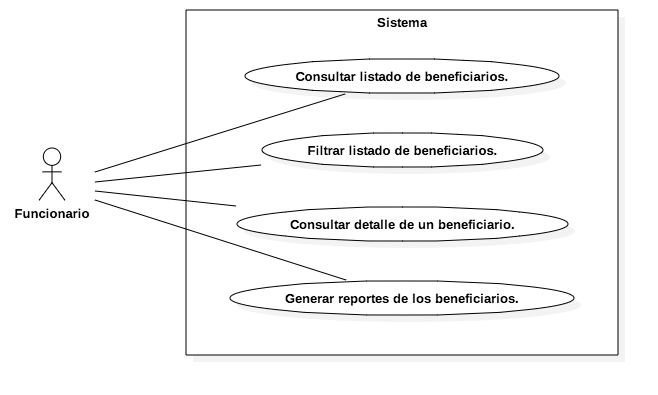 Sistema
Consultar listado de beneficiarios.
Filtrar listado de beneficiarios.
Funcionario
Consultar detalle de un beneficiario.
Generar reportes de los beneficiarios.